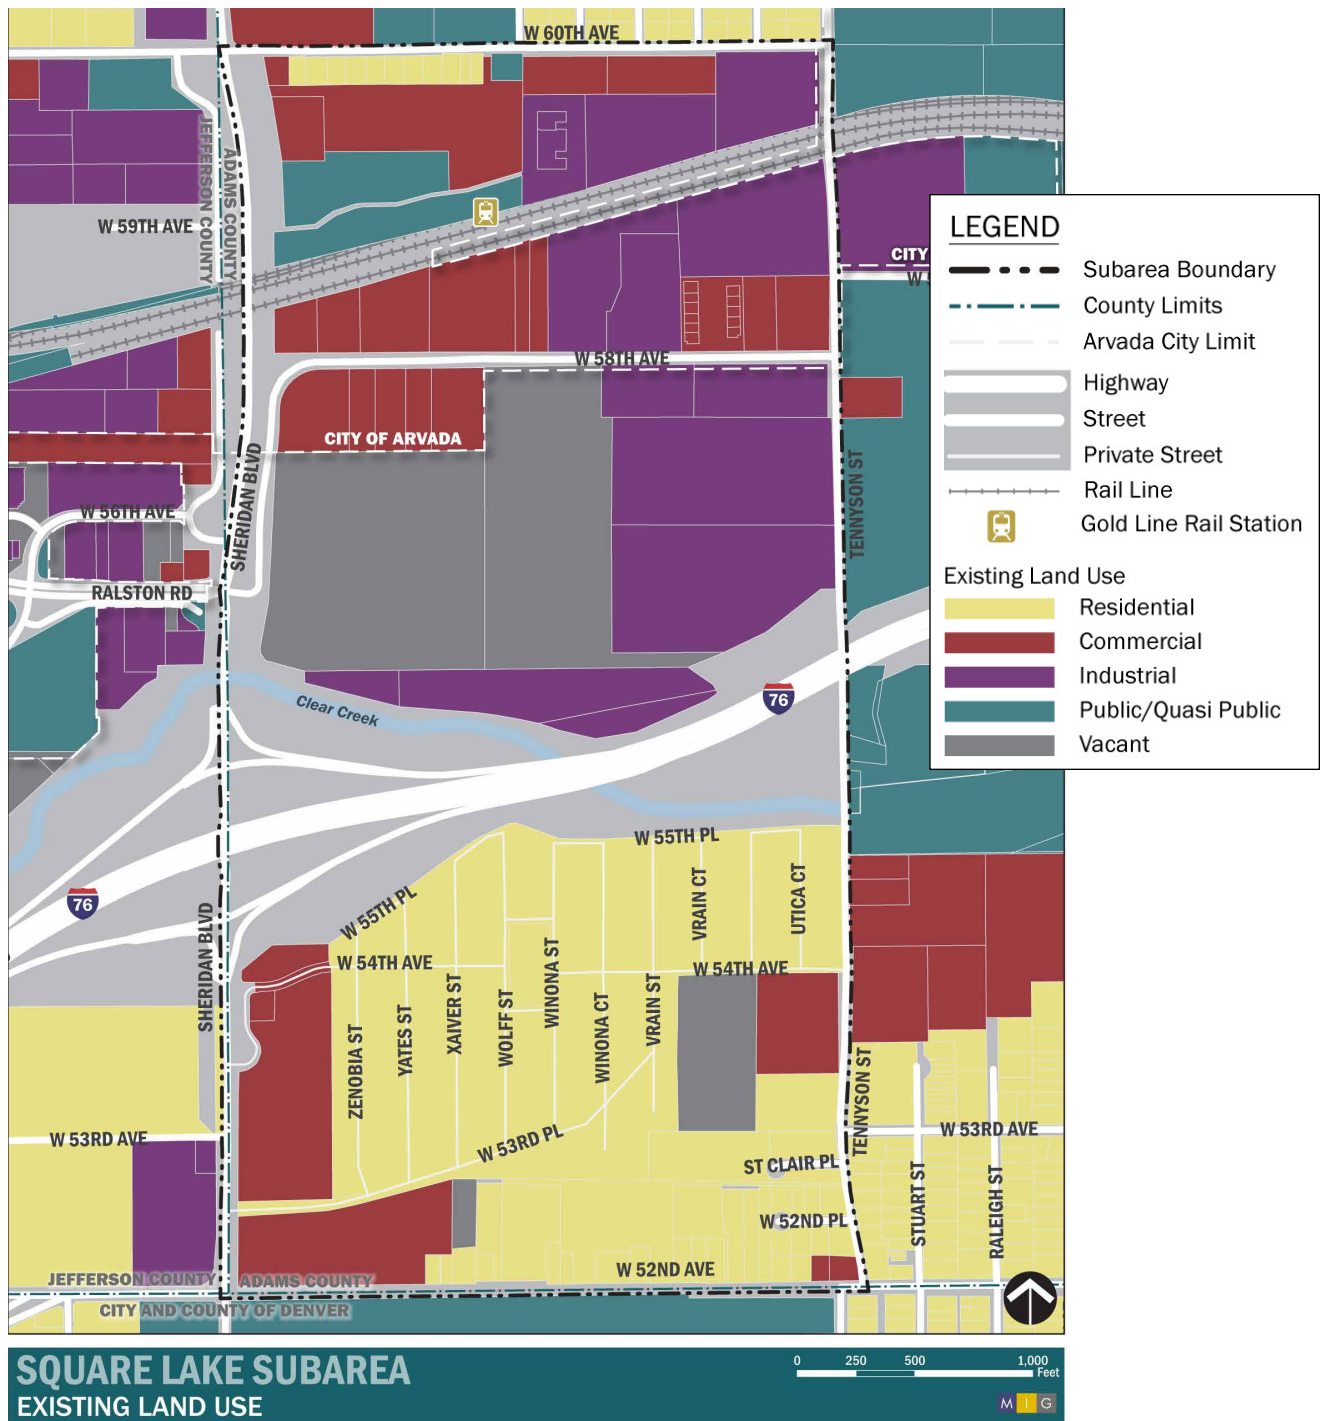 W 60TH AVE
JEFFERSON COUNTY
ADAMS COUNTY
W 59TH AVE
CITY
W 58TH AVE
CITY OF ARVADA
SHERIDAN BLVD
TENNYSON ST
W 56TH AVE
RALSTON RD
Clear Creek
76
76
W 55TH PL
W 55TH PL
VRAIN CT
UTICA CT
SHERIDAN BLVD
W 54TH AVE
W 54TH AVE
ZENOBIA ST
YATES ST
XAIVER ST
WOLFF ST
WINONA ST
WINONA CT
VRAIN ST
TENNYSON ST
W 53RD AVE
W 53RD PL
W 53RD AVE
ST CLAIR PL
STUART ST
RALEIGH ST
W 52ND PL
W 52ND AVE
JEFFERSON COUNTY
ADAMS COUNTY
CITY AND COUNTY OF DENVER
LEGEND
Subarea Boundary
County Limits
Arvada City Limit
Highway
Street
Private Street
Rail Line
Gold Line Rail Station
Existing Land Use
Residential
Commercial
Industrial
Public/Quasi Public
Vacant
SQUARE LAKE SUBAREA
EXISTING LAND USE
0 250 500 1,000
Feet
M I G